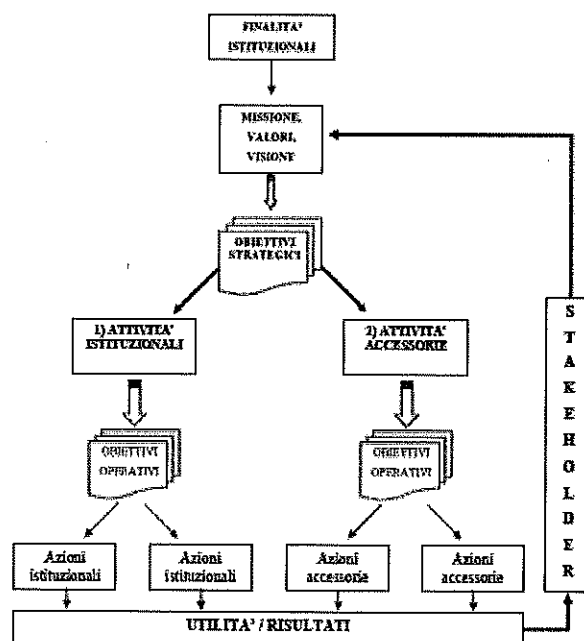 FINALITA'
ISTITUZIONALI
MISSIONE,
VALORI,
VISIONE
OBIETTIVI
STRATEGICI
1) ATTIVITA'
ISTITUZIONALI
2) ATTIVITA'
ACCESSORIE
OBIETTIVI
OPERATIVI
OBIETTIVI
OPERATIVI
Azioni
istituzionali
Azioni
istituzionali
Azioni
accessorie
Azioni
accessorie
UTILITA' / RISULTATI
S
T
A
K
E
H
O
L
D
E
R